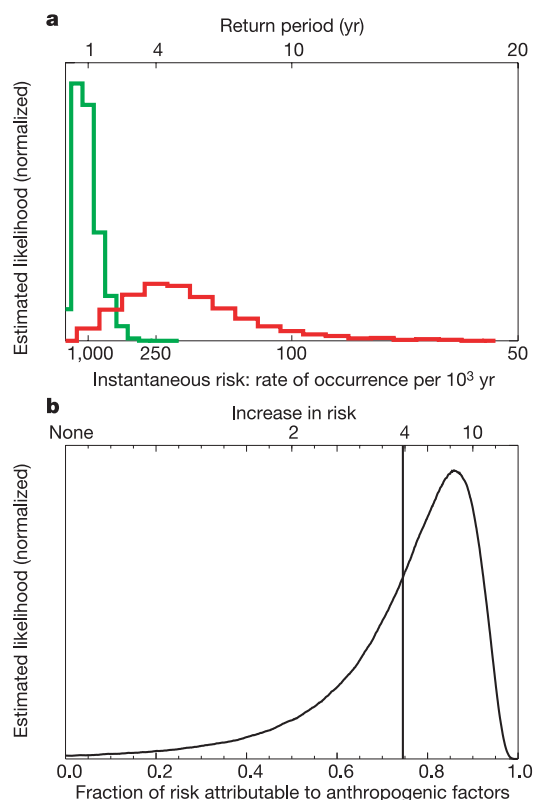 a
Return period (yr)
1 4 10 20
Estimated likelihood (normalized)
1,000 250 100 50
Instantaneous risk: rate of occurrence per 10³ yr
b
Increase in risk
None 2 4 10
Estimated likelihood (normalized)
0.0 0.2 0.4 0.6 0.8 1.0
Fraction of risk attributable to anthropogenic factors